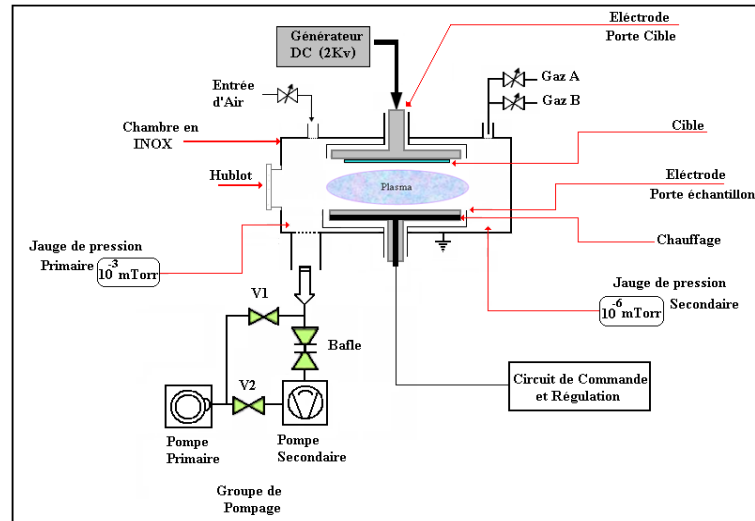 Générateur
DC (2Kv)
Eléctrode
Porte Cible
Entrée
d'Air
Gaz A
Gaz B
Chambre en
INOX
Cible
Hublot
Plasma
Eléctrode
Porte échantillon
Chauffage
Jauge de pression
Primaire
10 -3 mTorr
Jauge de pression
Secondaire
10 -6 mTorr
V1
Bafle
V2
Circuit de Commande
et Régulation
Pompe
Primaire
Pompe
Secondaire
Groupe de
Pompage